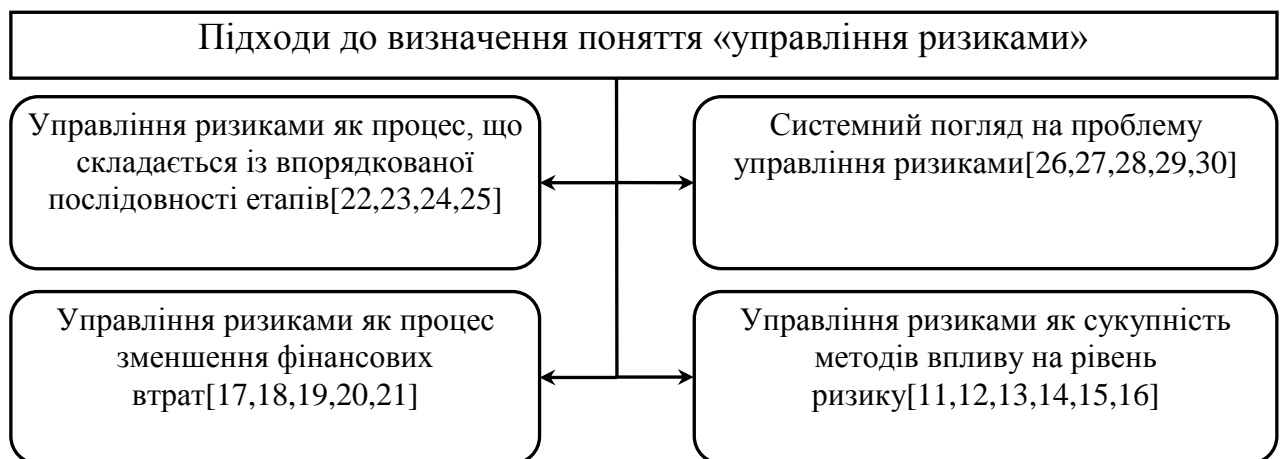 Підходи до визначення поняття «управління ризиками»
Управління ризиками як процес, що
складається із впорядкованої
послідовності етапів[22,23,24,25]
Системний погляд на проблему
управління ризиками[26,27,28,29,30]
Управління ризиками як процес
зменшення фінансових
втрат[17,18,19,20,21]
Управління ризиками як сукупність
методів впливу на рівень
ризику[11,12,13,14,15,16]